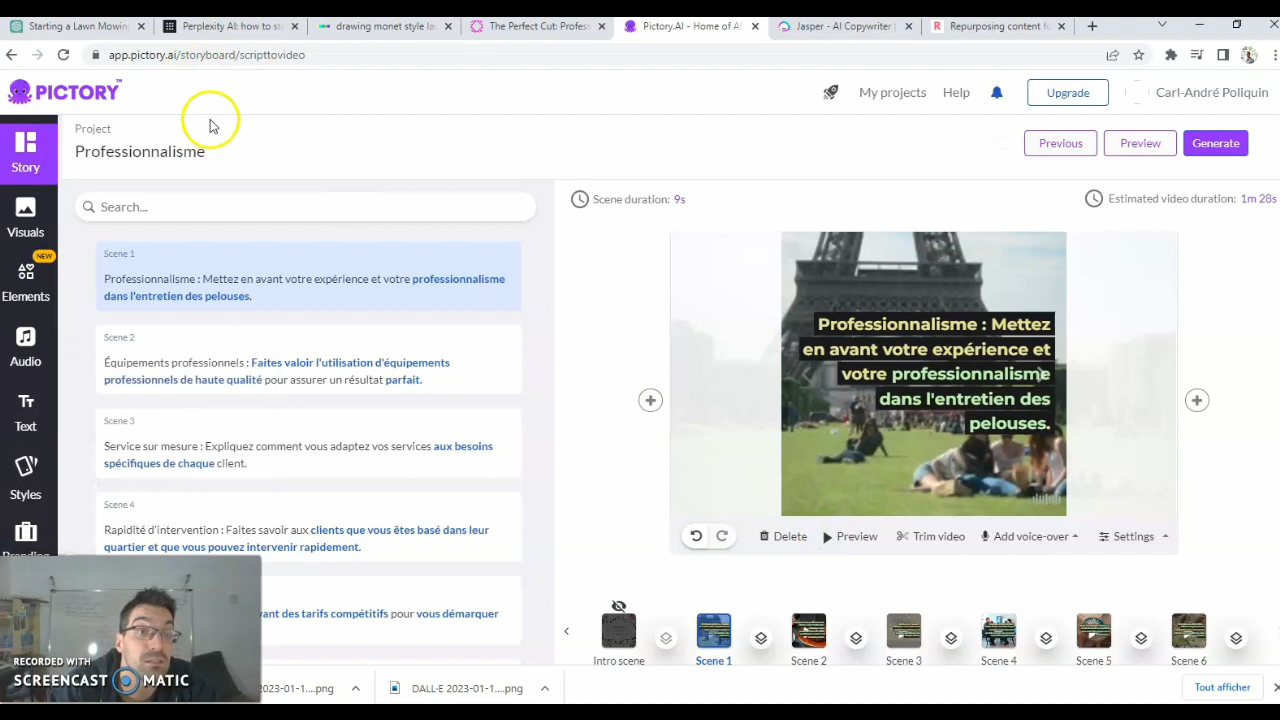 Starting a Lawn Mowin
Perplexity AI: how to sta
drawing monet style la
The Perfect Cut: Profess
Pictory.AI - Home of AI
Jasper - AI Copywriter |
Repurposing content fo
app.pictory.ai/storyboard/scripttovideo
PICTORY™
My projects
Help
Upgrade
Carl-André Poliquin
Project
Professionnalisme
Previous
Preview
Generate
Story
Visuals
NEW
Elements
Audio
Text
Styles
Search...
Scene duration: 9s
Estimated video duration: 1m 28s
Scene 1
Professionnalisme : Mettez en avant votre expérience et votre professionnalisme
dans l'entretien des pelouses.
Scene 2
Équipements professionnels : Faites valoir l'utilisation d'équipements
professionnels de haute qualité pour assurer un résultat parfait.
Scene 3
Service sur mesure : Expliquez comment vous adaptez vos services aux besoins
spécifiques de chaque client.
Scene 4
Rapidité d'intervention : Faites savoir aux clients que vous êtes basé dans leur
quartier et que vous pouvez intervenir rapidement.
vant des tarifs compétitifs pour vous démarquer
Professionnalisme : Mettez
en avant votre expérience et
votre professionnalisme
dans l'entretien des
pelouses.
Delete
Preview
Trim video
Add voice-over
Settings
Intro scene
Scene 1
Scene 2
Scene 3
Scene 4
Scene 5
Scene 6
RECORDED WITH
SCREENCAST MATIC
2023-01-1....png
DALL·E 2023-01-1....png
Tout afficher